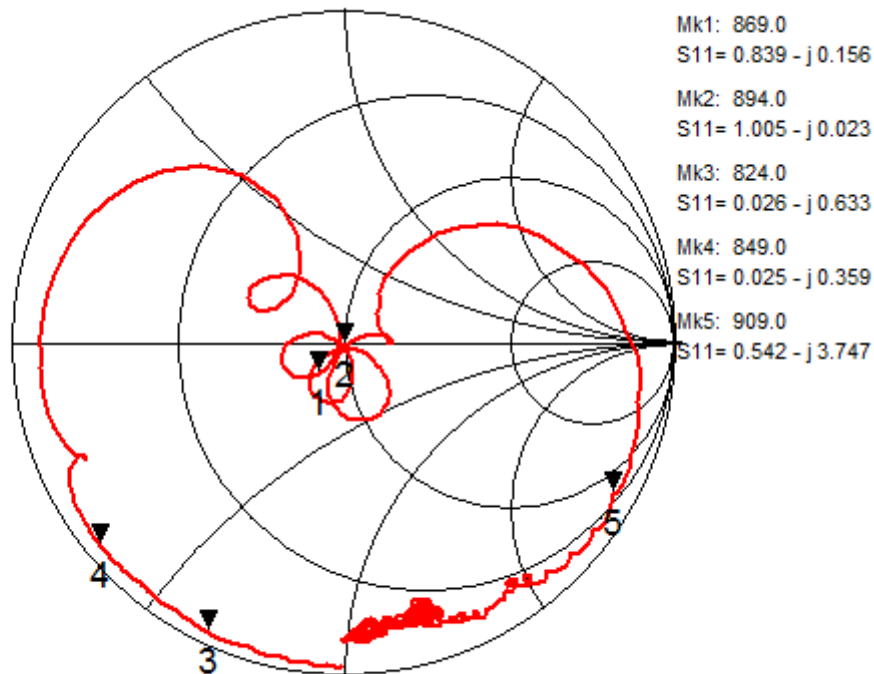 Mk1: 869.0
S11= 0.839 - j 0.156
Mk2: 894.0
S11= 1.005 - j 0.023
Mk3: 824.0
S11= 0.026 - j 0.633
Mk4: 849.0
S11= 0.025 - j 0.359
Mk5: 909.0
S11= 0.542 - j 3.747
2
1
5
4
3